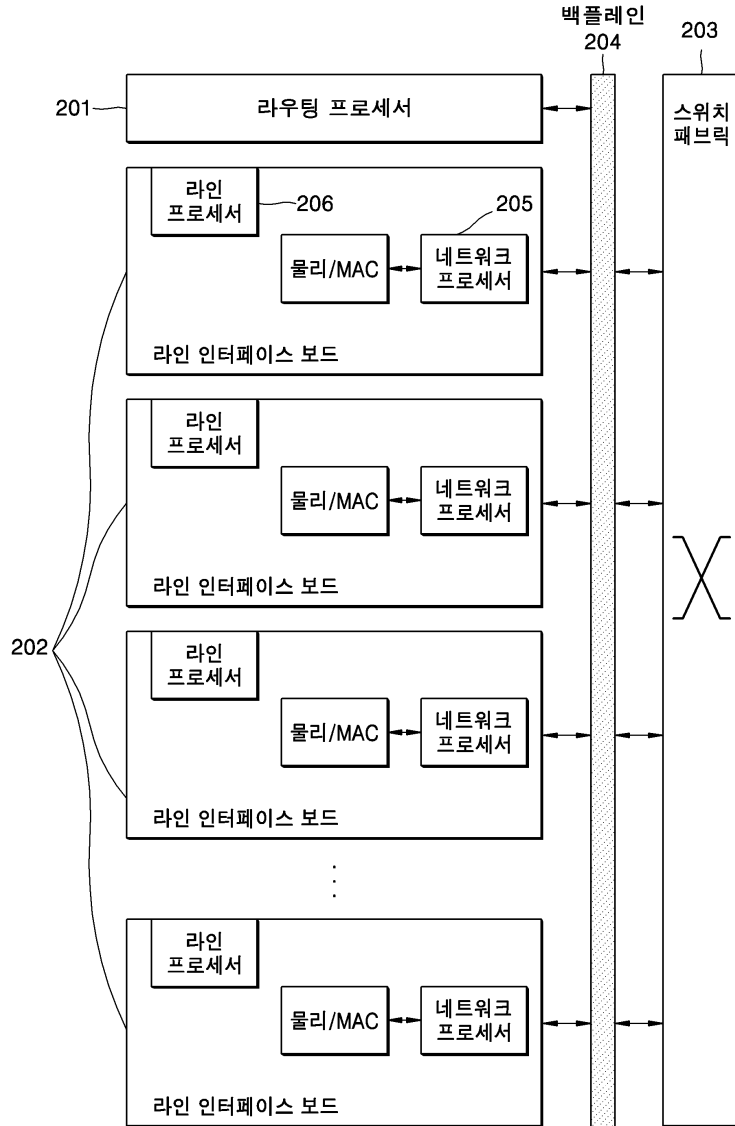 백플레인
204
203
201
라우팅 프로세서
스위치
패브릭
라인
프로세서
206
205
물리/MAC
네트워크
프로세서
라인 인터페이스 보드
라인
프로세서
물리/MAC
네트워크
프로세서
라인 인터페이스 보드
202
라인
프로세서
물리/MAC
네트워크
프로세서
라인 인터페이스 보드
라인
프로세서
물리/MAC
네트워크
프로세서
라인 인터페이스 보드